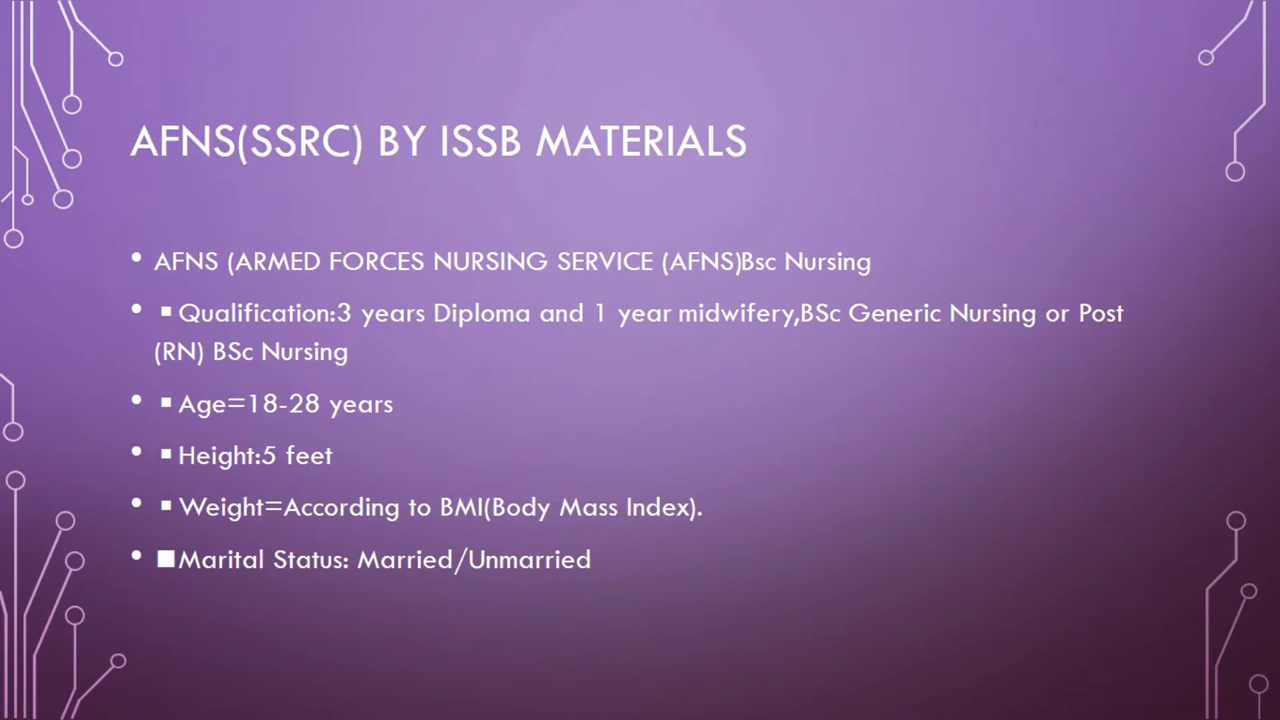 AFNS(SSRC) BY ISSB MATERIALS
• AFNS (ARMED FORCES NURSING SERVICE (AFNS)Bsc Nursing
• ▪ Qualification:3 years Diploma and 1 year midwifery,BSc Generic Nursing or Post
(RN) BSc Nursing
• ▪ Age=18-28 years
• ▪ Height:5 feet
• ▪ Weight=According to BMI(Body Mass Index).
• ■Marital Status: Married/Unmarried